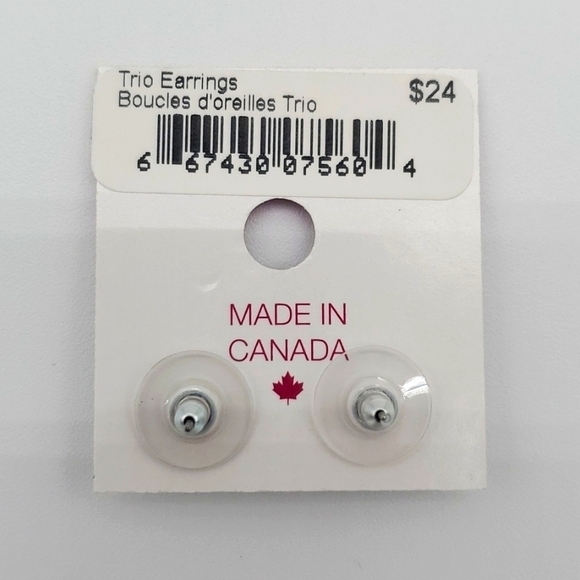 Trio Earrings $24
Boucles d'oreilles Trio
6 67430 07560 4
MADE IN
CANADA